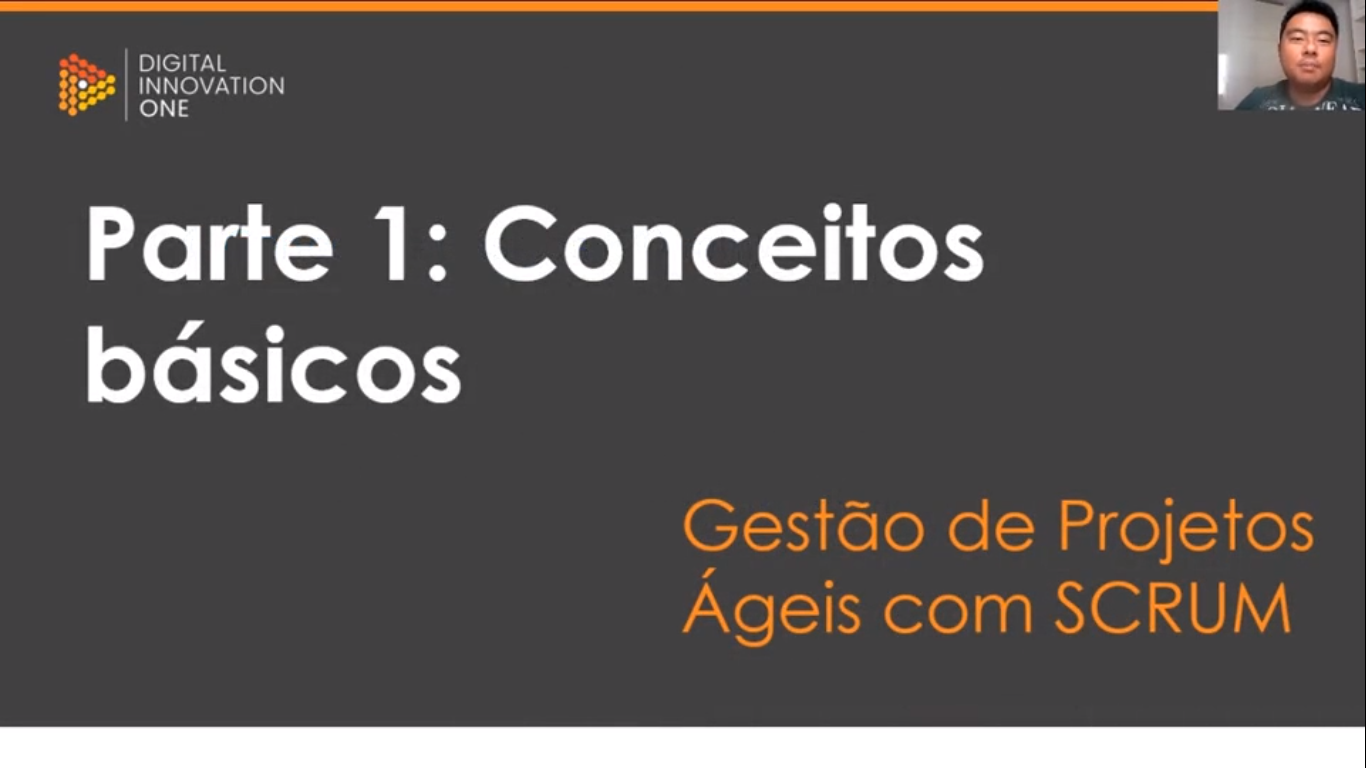 DIGITAL
INNOVATION
ONE
Parte 1: Conceitos
básicos
Gestão de Projetos
Ágeis com SCRUM